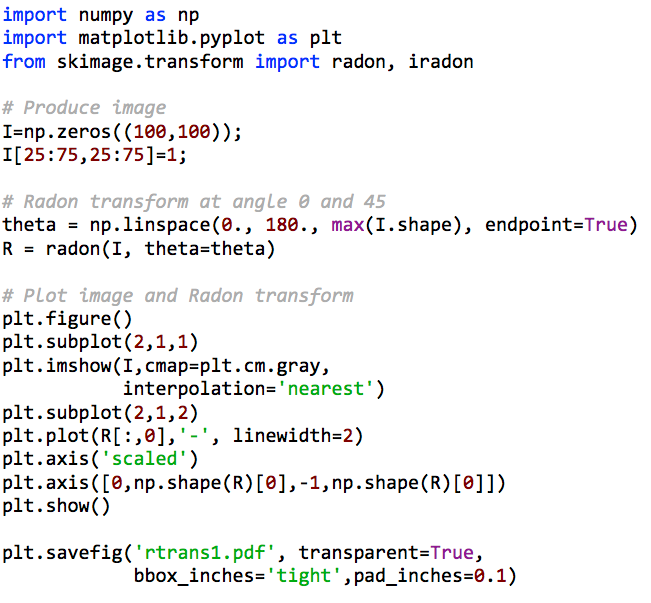 import numpy as np
import matplotlib.pyplot as plt
from skimage.transform import radon, iradon

# Produce image
I=np.zeros((100,100));
I[25:75,25:75]=1;

# Radon transform at angle 0 and 45
theta = np.linspace(0., 180., max(I.shape), endpoint=True)
R = radon(I, theta=theta)

# Plot image and Radon transform
plt.figure()
plt.subplot(2,1,1)
plt.imshow(I,cmap=plt.cm.gray,
           interpolation='nearest')
plt.subplot(2,1,2)
plt.plot(R[:,0],'-', linewidth=2)
plt.axis('scaled')
plt.axis([0,np.shape(R)[0],-1,np.shape(R)[0]])
plt.show()

plt.savefig('rtrans1.pdf', transparent=True,
            bbox_inches='tight',pad_inches=0.1)